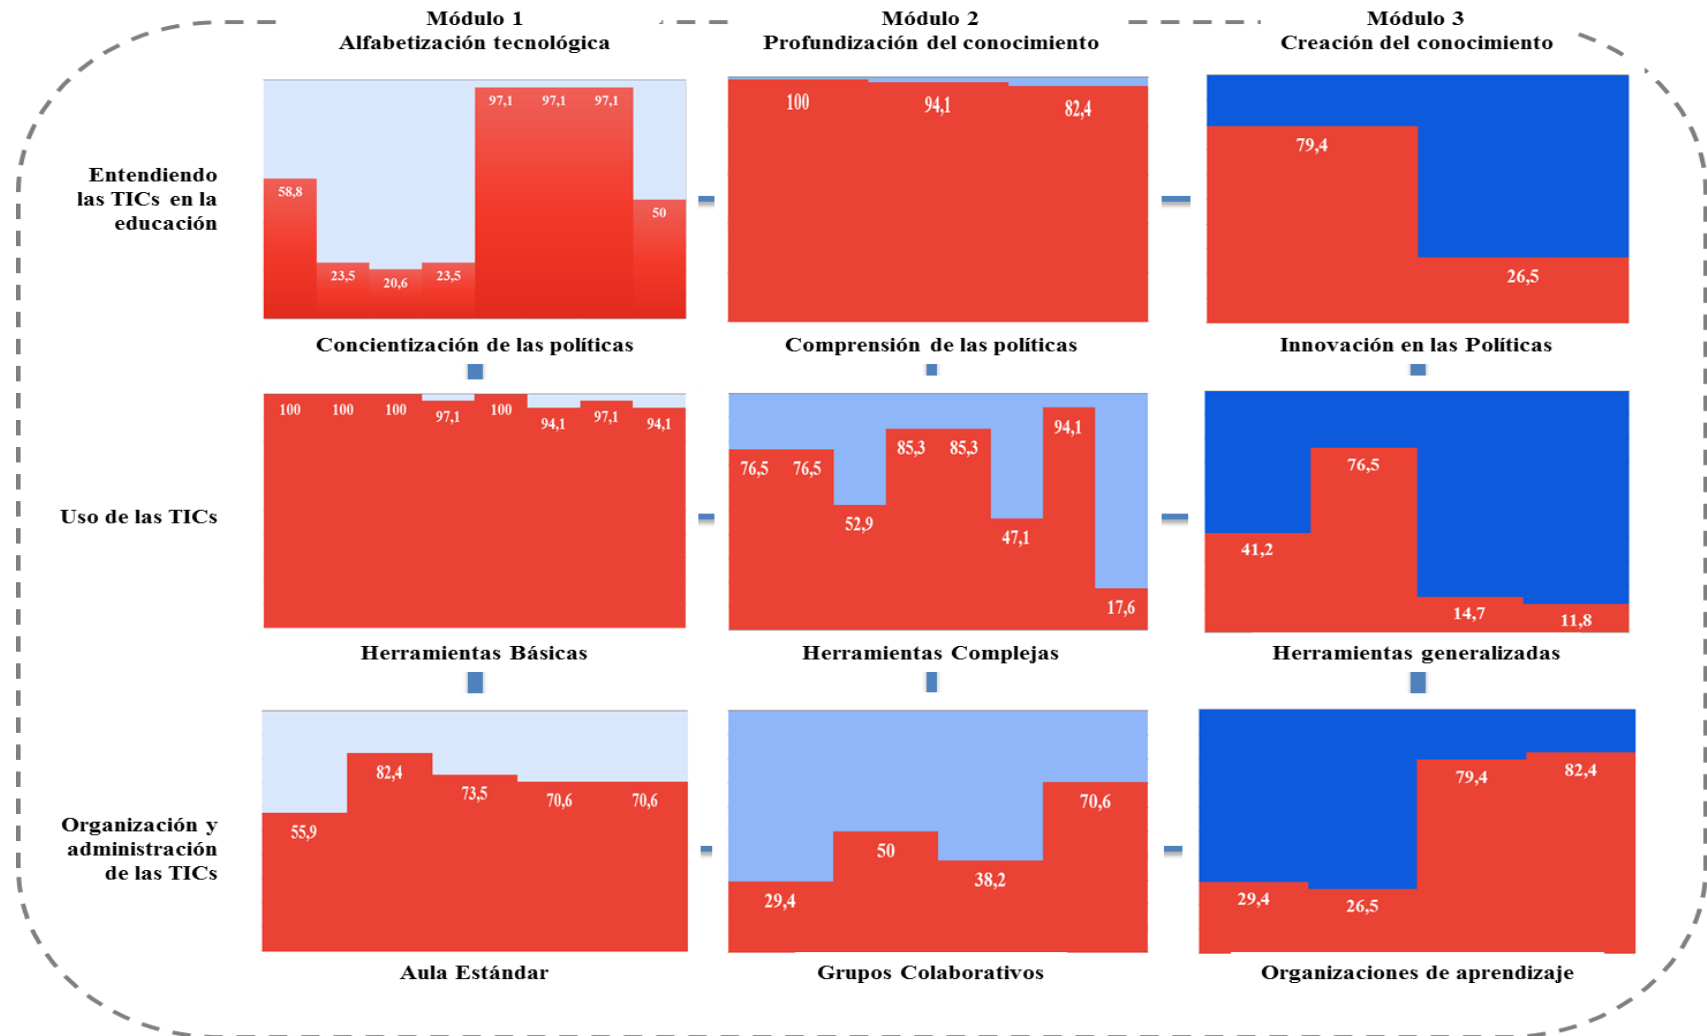 Módulo 1
Alfabetización tecnológica
Módulo 2
Profundización del conocimiento
Módulo 3
Creación del conocimiento
Entendiendo
las TICs en la
educación
58,8
23,5
20,6
23,5
97,1
97,1
97,1
50
100
94,1
82,4
79,4
26,5
Concientización de las políticas
Comprensión de las políticas
Innovación en las Políticas
Uso de las TICs
100
100
100
97,1
100
94,1
97,1
94,1
76,5
76,5
52,9
85,3
85,3
47,1
94,1
17,6
41,2
76,5
14,7
11,8
Herramientas Básicas
Herramientas Complejas
Herramientas generalizadas
Organización y
administración
de las TICs
55,9
82,4
73,5
70,6
70,6
29,4
50
38,2
70,6
29,4
26,5
79,4
82,4
Aula Estándar
Grupos Colaborativos
Organizaciones de aprendizaje